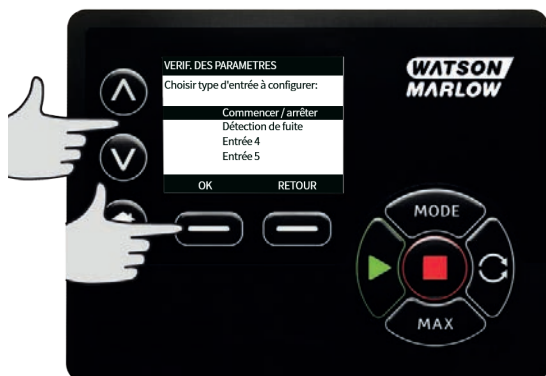 VERIF. DES PARAMETRES
Choisir type d'entrée à configurer:
Commencer / arrêter
Détection de fuite
Entrée 4
Entrée 5
OK RETOUR
WATSON
MARLOW
MODE
MAX